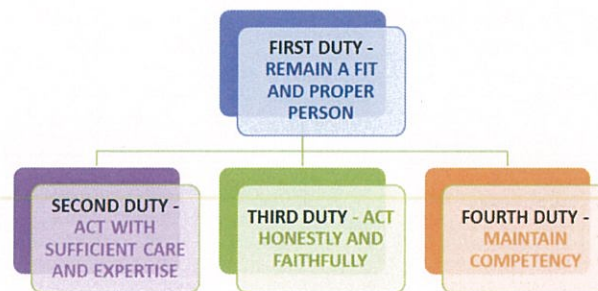 FIRST DUTY -
REMAIN A FIT
AND PROPER
PERSON
SECOND DUTY -
ACT WITH
SUFFICIENT CARE
AND EXPERTISE
THIRD DUTY - ACT
HONESTLY AND
FAITHFULLY
FOURTH DUTY -
MAINTAIN
COMPETENCY